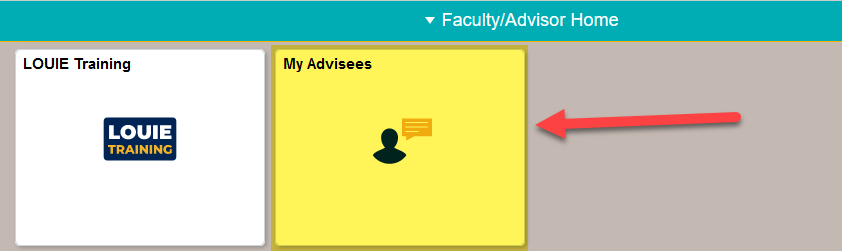 Faculty/Advisor Home
LOUIE Training
My Advisees
LOUIE
TRAINING